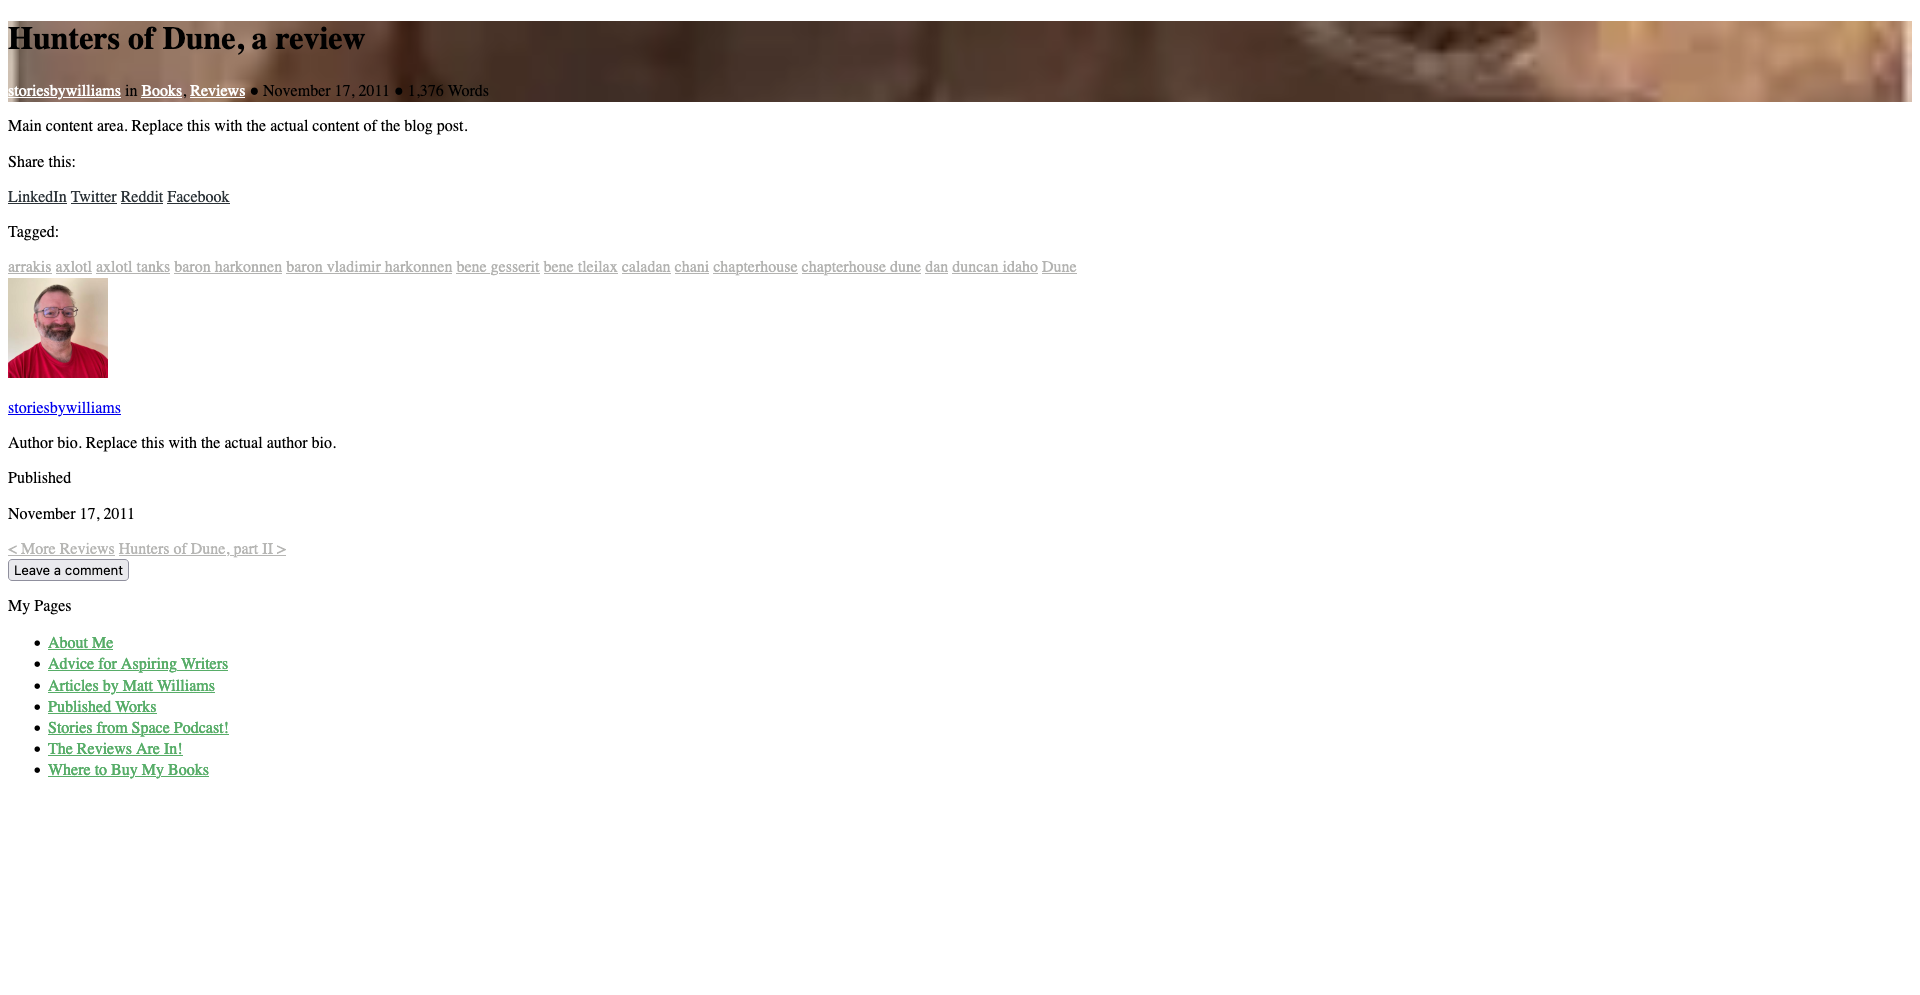 Hunters of Dune, a review
storiesbywilliams in Books, Reviews ● November 17, 2011 ● 1,376 Words
Main content area. Replace this with the actual content of the blog post.
Share this:
LinkedIn Twitter Reddit Facebook
Tagged:
arrakis axlotl axlotl tanks baron harkonnen baron vladimir harkonnen bene gesserit bene tleilax caladan chani chapterhouse chapterhouse dune dan duncan idaho Dune
storiesbywilliams
Author bio. Replace this with the actual author bio.
Published
November 17, 2011
< More Reviews Hunters of Dune, part II >
Leave a comment
My Pages
• About Me
• Advice for Aspiring Writers
• Articles by Matt Williams
• Published Works
• Stories from Space Podcast!
• The Reviews Are In!
• Where to Buy My Books